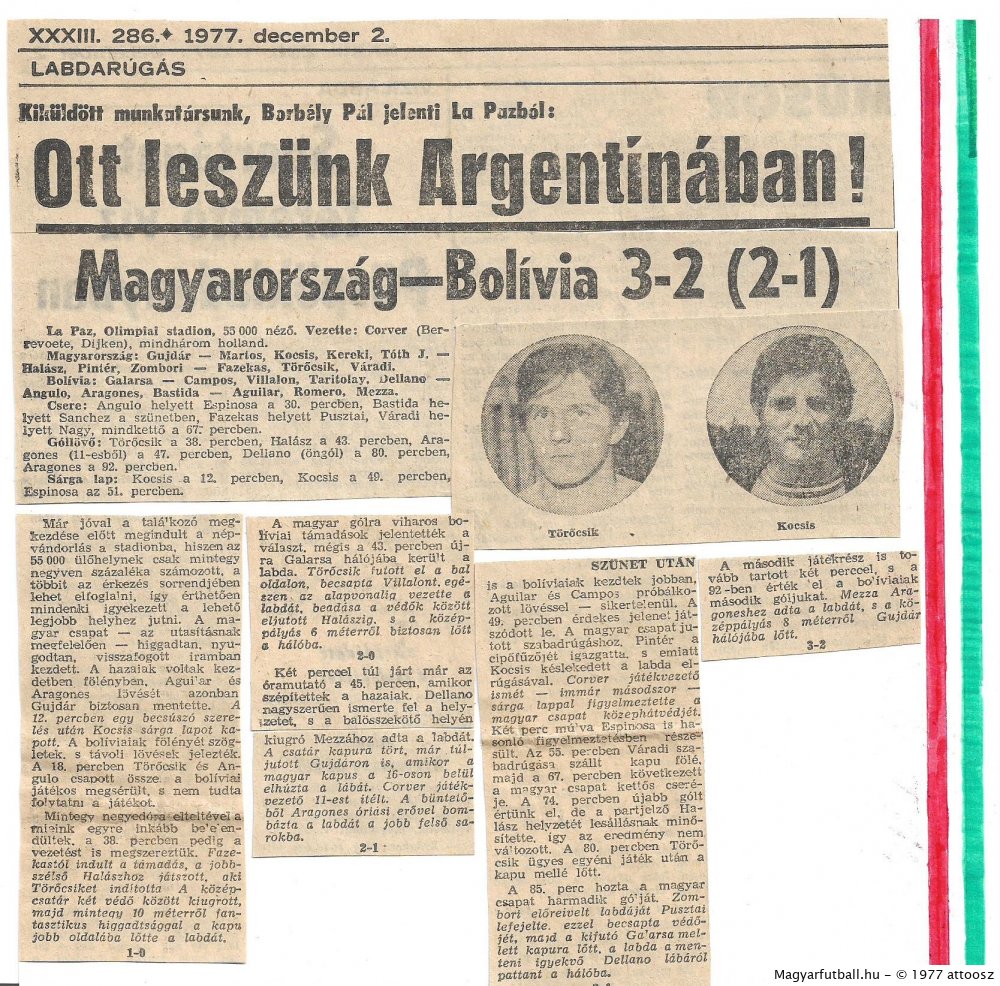 XXXIII. 286.♦ 1977. december 2.
LABDARÚGÁS
Kiküldött munkatársunk, Borbély Pál jelenti La Pazból:
Ott leszünk Argentínában!
Magyarország—Bolívia 3-2 (2-1)
La Paz, Olimpiai stadion, 55 000 néző. Vezette: Corver (Ber-
revoete, Dijken), mindhárom holland.
Magyarország: Gujdár — Martos, Kocsis, Kereki, Tóth J. —
Halász, Pintér, Zombori — Fazekas, Törőcsik, Váradi.
Bolívia: Galarsa — Campos, Villalon, Taritolay, Dellano —
Angulo, Aragones, Bastida — Aguilar, Romero, Mezza.
Csere: Angulo helyett Espinosa a 30. percben, Bastida he-
lyett Sanchez a szünetben, Fazekas helyett Pusztai, Váradi he-
lyett Nagy, mindkettő a 67. percben.
Góllövő: Törőcsik a 38. percben, Halász a 43. percben, Ara-
gones (11-esből) a 47. percben, Dellano (öngól) a 80. percben,
Aragones a 92. percben.
Sárga lap: Kocsis a 12. percben, Kocsis a 49. percben,
Espinosa az 51. percben.
Törőcsik
Kocsis
Már jóval a talá'kozó meg-
kezdése előtt megindult a nép-
vándorlás a stadionba, hiszen az
55 000 ülőhelynek csak mintegy
negyven százaléka számozott, a
többit az érkezés sorrendjében
lehet elfoglalni, így érthetően
mindenki igyekezett a lehető
legjobb helyhez jutni. A ma-
gyar csapat — az utasításnak
megfelelően — higgadtan, nyu-
godtan, visszafogott iramban
kezdett. A hazaiak voltak kez-
detben fölényben, Agui'ar és
Aragones lövését azonban
Gujdár biztosan mentette. A
12. percben egy becsúszó szere-
lés után Kocsis sárga lapot ka-
pott. A bolíviaiak fölényét szög-
letek, s távoli lövések jelezték.
A 18. percben Törőcsik és An-
gulo csapott össze, a bolíviai
játékos megsérült, s nem tudta
folytatni a játékot.
Mintegy negyedóra elteltével a
mieink egyre inkább be'e'en-
dültek, a 38. percben pedig a
vezetést is megszereztük. Faze-
kastól indult a támadás, a jobb-
szélső Halászhoz játszott, aki
Törőcsiket indította A közép-
csatár két védő között kiugrott,
majd mintegy 10 méterről fan-
tasztikus higgadtsággal a kapu
jobb oldalába lőtte a labdát.
1-0
A magyar gólra viharos bo-
líviai támadások jelentették a
választ, mégis a 43. percben új-
ra Galarsa hálójába került a
labda. Törőcsik futott el a bal
oldalon, becsapta Villalont, egé-
szen az alapvonalig vezette a
labdát, beadása a védők között
eljutott Halászig, s a közép-
pályás 6 méterről biztosan lőtt
a hálóba.
2-0
Két perccel túl járt már az
óramutató a 45. percen, amikor
szépítettek a hazaiak. Dellano
nagyszerűen ismerte fel a hely-
izetet, s a balösszekötő helyén
kiugró Mezzához adta a labdát.
A csatár kapura tört, már túl-
jutott Gujdáron is, amikor a
magyar kapus a 16-oson belül
elhúzta a lábát. Corver játék-
vezető 11-est ítélt. A büntető-
ből Aragones óriási erővel bom-
bázta a labdát a jobb felső sa-
rokba.
2-1
SZÜNET UTÁN
is a bolíviaiak kezdtek jobban,
Aguilar és Campos próbálko-
zott lövéssel — sikertelenül. A
49. percben érdekes jelenet ját-
szódott le. A magyar csapat ju-
tott szabadrúgáshoz, Pintér a
cipőfűzőjét igazgatta, s emiatt
Kocsis késlekedett a labda el-
rúgásával. Corver játékvezető
ismét — immár másodszor —
sárga lappal figyelmeztette a
magyar csapat középhátvédjét.
Két perc mú'va Espinosa is ha-
sonló figyelmeztetésben része-
sült. Az 55. percben Váradi sza-
badrúgása szállt kapu fölé,
majd a 67. percben következett
a magyar csapat kettős cseré-
je. A 74. percben újabb gólt
értünk el, de a partjelző Ha-
lász helyzetét lesállásnak minő-
sítette, így az eredmény nem
változott. A 80. percben Törő-
csik ügyes egyéni játék után a
kapu mellé lőtt.
A 85. perc hozta a magyar
csapat harmadik gó'ját. Zom-
bori előreívelt labdáját Pusztai
lefejelte, ezzel becsapta védő-
jét, majd a kifutó Ga'arsa mel-
lett kapura lőtt, a labda a men-
teni igyekvő Dellano lábáról
pattant a hálóba.
A második játékrész is to-
vább tartott két perccel, s a
92.-ben érték el a bo'líviaiak
második góljukat. Mezza Ara-
goneshez adta a labdát, s a kö-
zéppályás 8 méterről Gujdár
hálójába lőtt.
3-2
Magyarfutball.hu – © 1977 attoosz